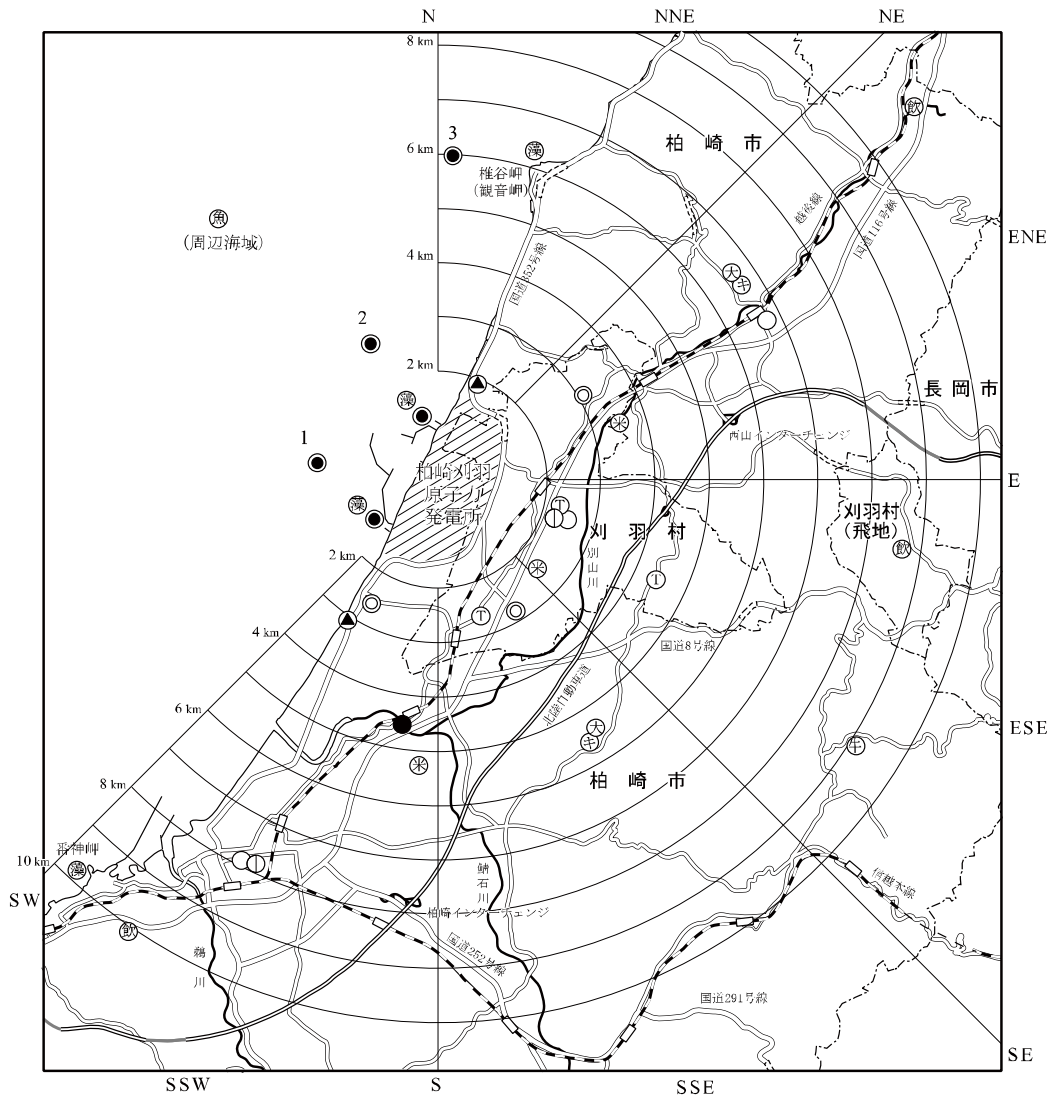 N
NNE
NE
8 km
飲
柏崎市
3
6 km
藻
椎谷岬
(観音岬)
越後線
国道116号線
魚
(周辺海域)
ENE
国道352号線
4 km
大
キ
2
2 km
長岡市
藻
米
西山インターチェンジ
1
柏崎刈羽
原子力
発電所
E
藻
T
刈羽村
刈羽村
(飛地)
飲
2 km
別山川
米
T
T
4 km
国道8号線
北陸自動車道
6 km
大
キ
ESE
牛
米
柏崎市
8 km
番神岬
10 km
藻
鯖石川
信越本線
SW
柏崎インターチェンジ
飲
国道252号線
鵜川
国道291号線
SE
SSW
S
SSE